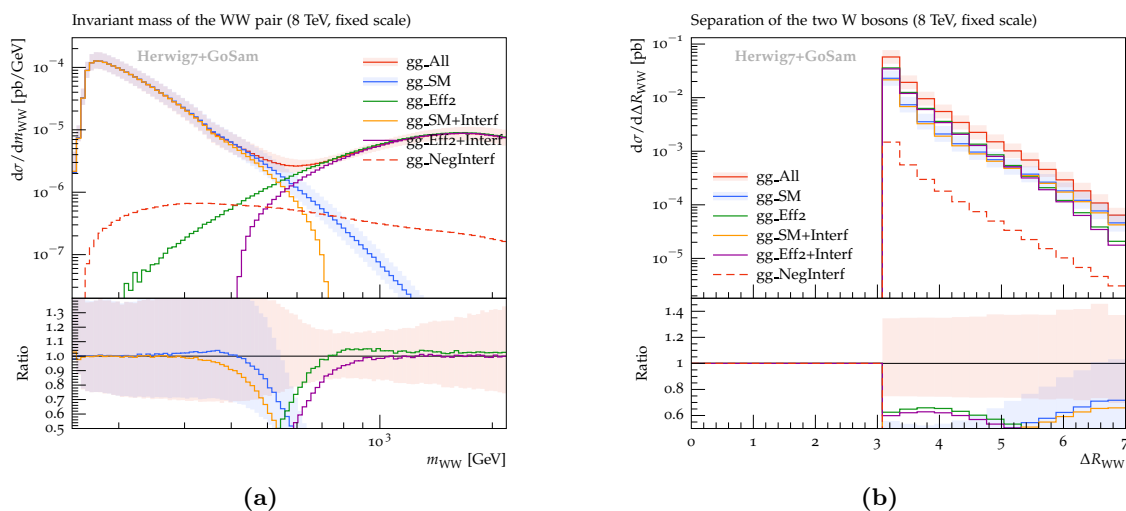 Invariant mass of the WW pair (8 TeV, fixed scale)
Herwig7+GoSam
gg_All
gg_SM
gg_Eff2
gg_SM+Interf
gg_Eff2+Interf
gg_NegInterf
dσ/dm_WW [pb/GeV]
10⁻⁴
10⁻⁵
10⁻⁶
10⁻⁷
Ratio
1.3
1.2
1.1
1.0
0.9
0.8
0.7
0.6
0.5
10³
m_WW [GeV]
(a)
Separation of the two W bosons (8 TeV, fixed scale)
Herwig7+GoSam
dσ/dΔR_WW [pb]
10⁻¹
10⁻²
10⁻³
10⁻⁴
10⁻⁵
gg_All
gg_SM
gg_Eff2
gg_SM+Interf
gg_Eff2+Interf
gg_NegInterf
Ratio
1.4
1.2
1
0.8
0.6
0 1 2 3 4 5 6 7
ΔR_WW
(b)